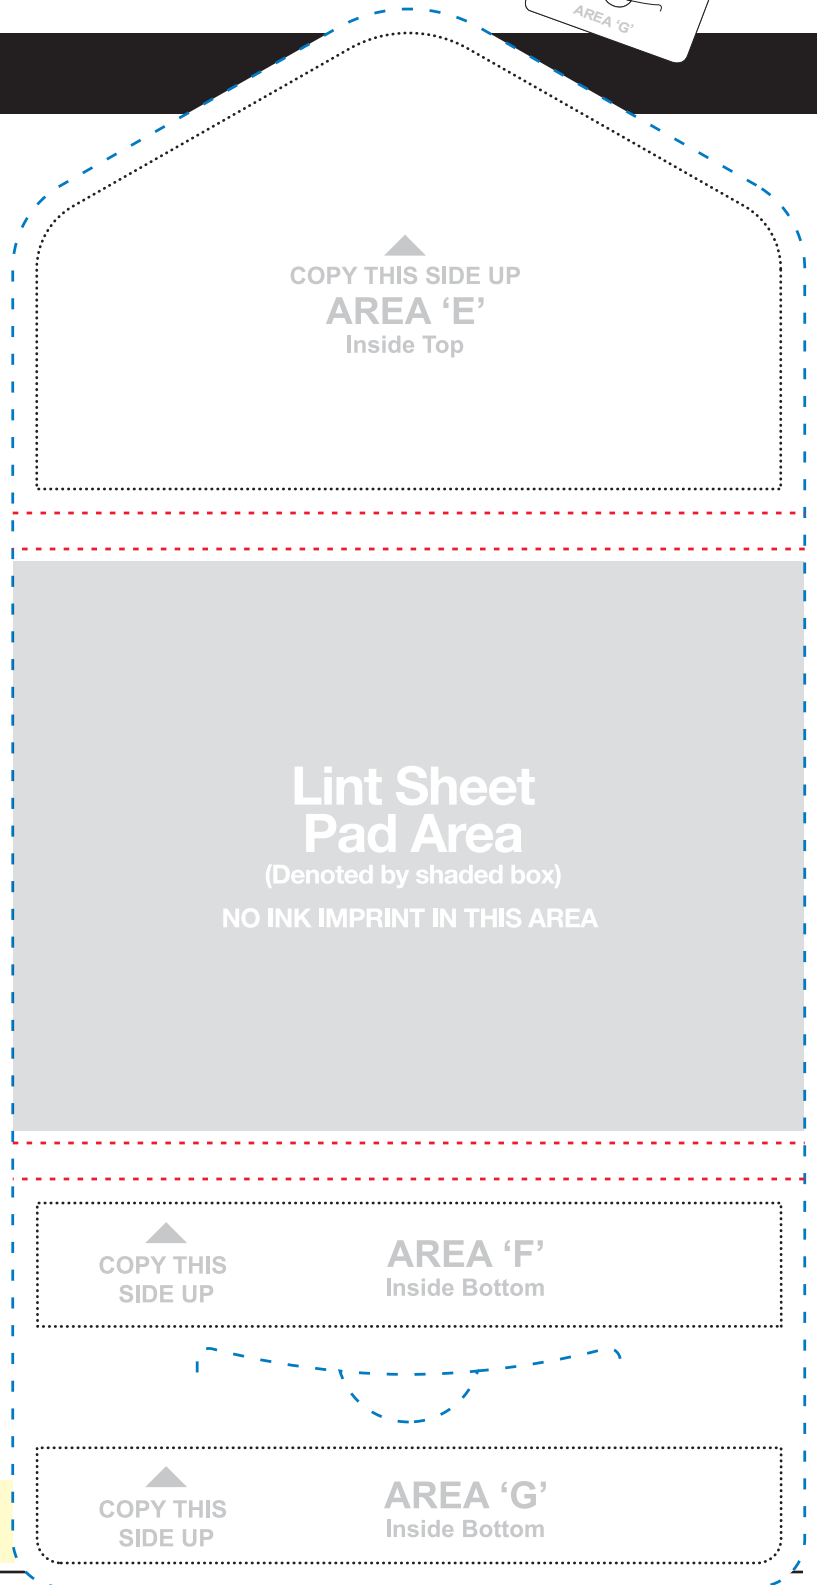 AREA ‘G’
COPY THIS SIDE UP
AREA ‘E’
Inside Top
Lint Sheet
Pad Area
(Denoted by shaded box)
NO INK IMPRINT IN THIS AREA
COPY THIS
SIDE UP
AREA ‘F’
Inside Bottom
COPY THIS
SIDE UP
AREA ‘G’
Inside Bottom